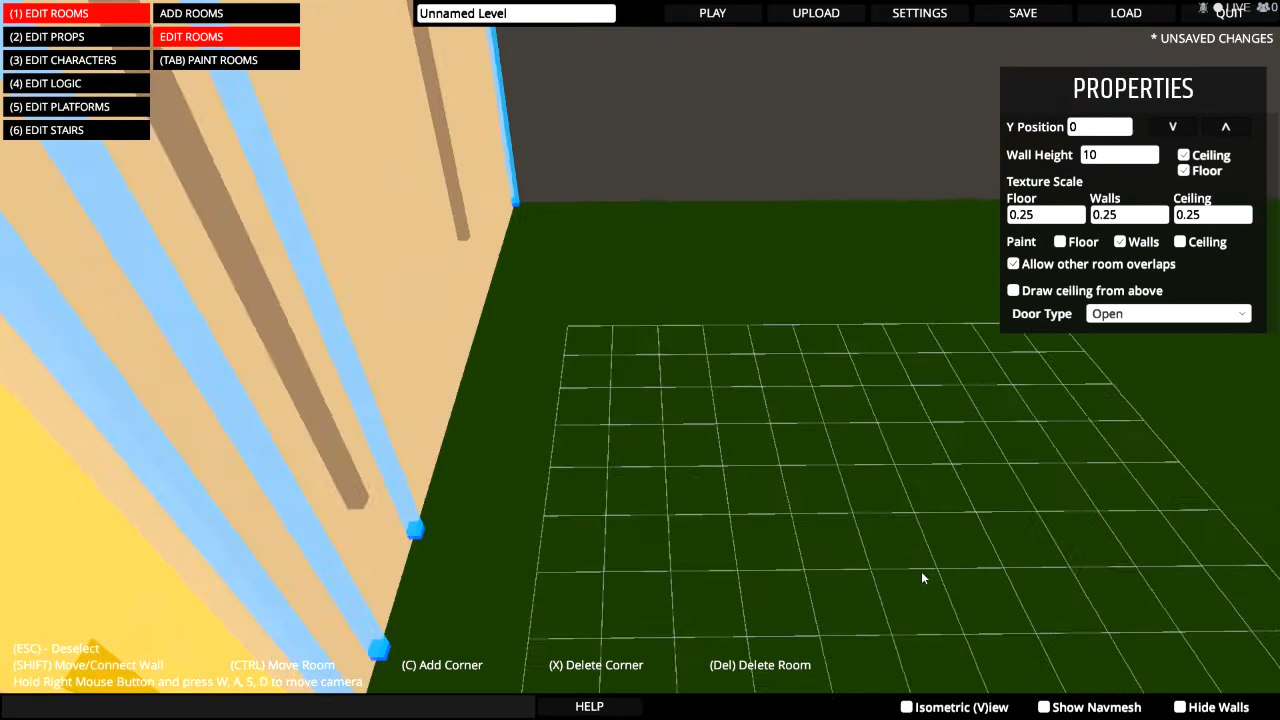 (1) EDIT ROOMS
ADD ROOMS
Unnamed Level
PLAY
UPLOAD
SETTINGS
SAVE
LOAD
QUIT
(2) EDIT PROPS
EDIT ROOMS
* UNSAVED CHANGES
(3) EDIT CHARACTERS
(TAB) PAINT ROOMS
(4) EDIT LOGIC
(5) EDIT PLATFORMS
(6) EDIT STAIRS
PROPERTIES
Y Position 0 V ʌ
Wall Height 10
Ceiling
Floor
Texture Scale
Floor Walls Ceiling
0.25 0.25 0.25
Paint Floor Walls Ceiling
Allow other room overlaps
Draw ceiling from above
Door Type Open
(ESC) - Deselect
(SHIFT) Move/Connect Wall (CTRL) Move Room (C) Add Corner (X) Delete Corner (Del) Delete Room
Hold Right Mouse Button and press W, A, S, D to move camera
HELP
Isometric (V)iew
Show Navmesh
Hide Walls